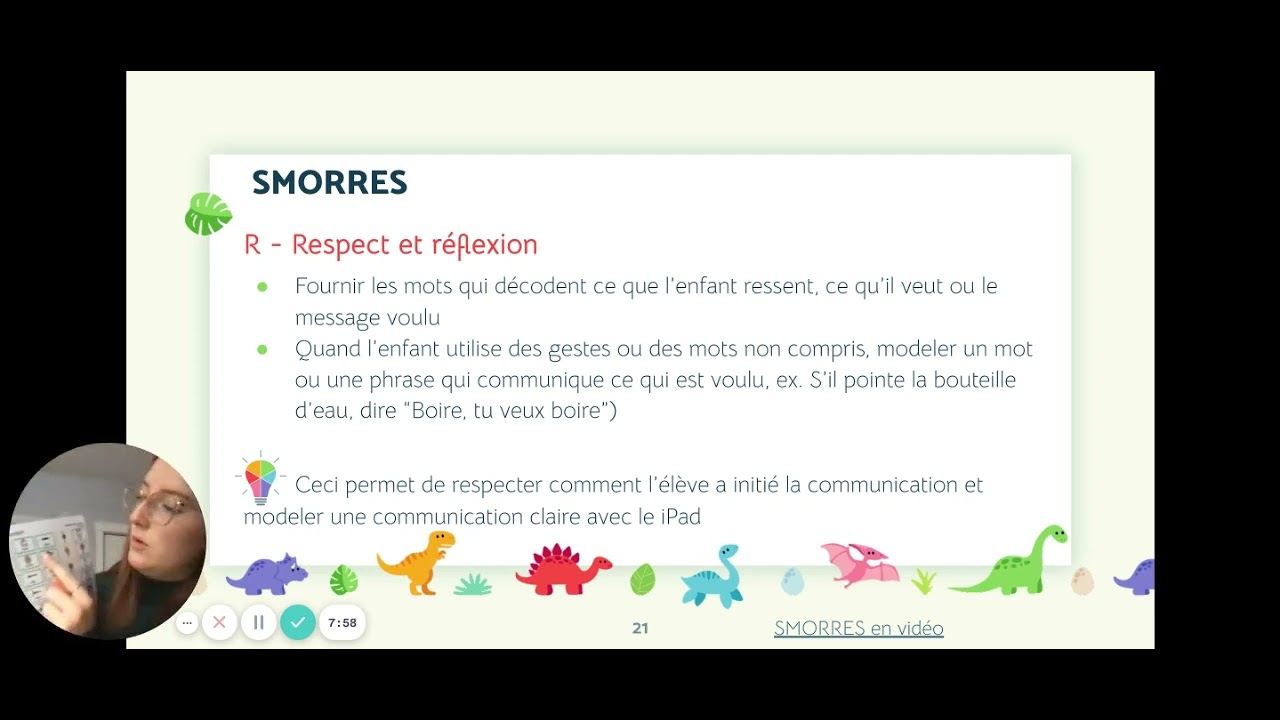 SMORRES
R - Respect et réflexion
Fournir les mots qui décodent ce que l'enfant ressent, ce qu'il veut ou le
message voulu
Quand l'enfant utilise des gestes ou des mots non compris, modeler un mot
ou une phrase qui communique ce qui est voulu, ex. S'il pointe la bouteille
d'eau, dire “Boire, tu veux boire”)
Ceci permet de respecter comment l'élève a initié la communication et
modeler une communication claire avec le iPad
7:58
21
SMORRES en vidéo